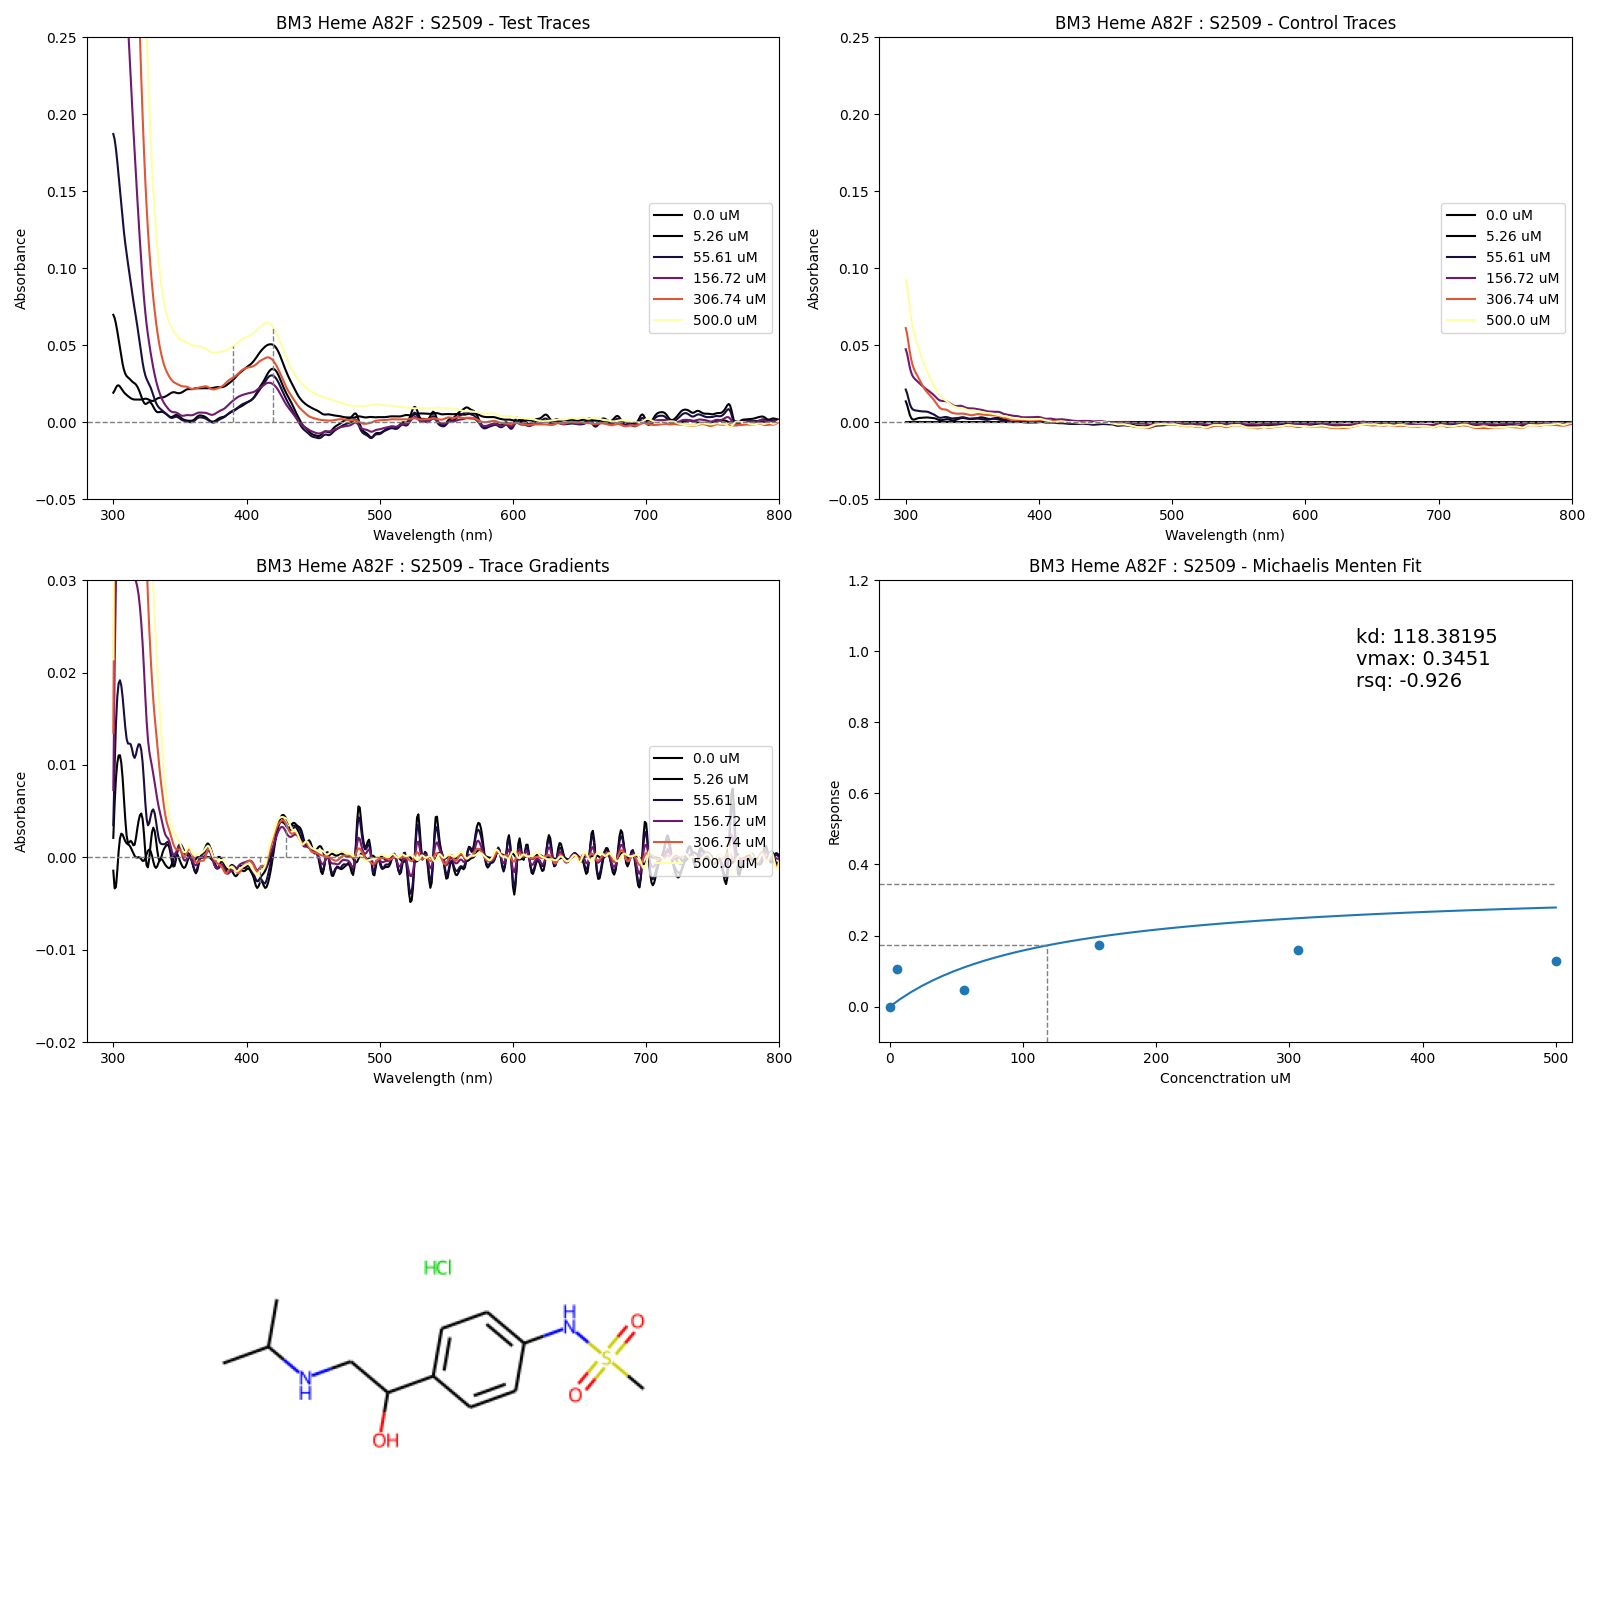 BM3 Heme A82F : S2509 - Test Traces
0.25
0.20
0.15
0.10
0.05
0.00
−0.05
Absorbance
0.0 uM
5.26 uM
55.61 uM
156.72 uM
306.74 uM
500.0 uM
300 400 500 600 700 800
Wavelength (nm)
BM3 Heme A82F : S2509 - Control Traces
0.25
0.20
0.15
0.10
0.05
0.00
−0.05
Absorbance
0.0 uM
5.26 uM
55.61 uM
156.72 uM
306.74 uM
500.0 uM
300 400 500 600 700 800
Wavelength (nm)
BM3 Heme A82F : S2509 - Trace Gradients
0.03
0.02
0.01
0.00
−0.01
−0.02
Absorbance
0.0 uM
5.26 uM
55.61 uM
156.72 uM
306.74 uM
500.0 uM
300 400 500 600 700 800
Wavelength (nm)
BM3 Heme A82F : S2509 - Michaelis Menten Fit
1.2
1.0
0.8
0.6
0.4
0.2
0.0
Response
kd: 118.38195
vmax: 0.3451
rsq: -0.926
0 100 200 300 400 500
Concenctration uM
HCl
H
N
O
S
O
N
H
OH